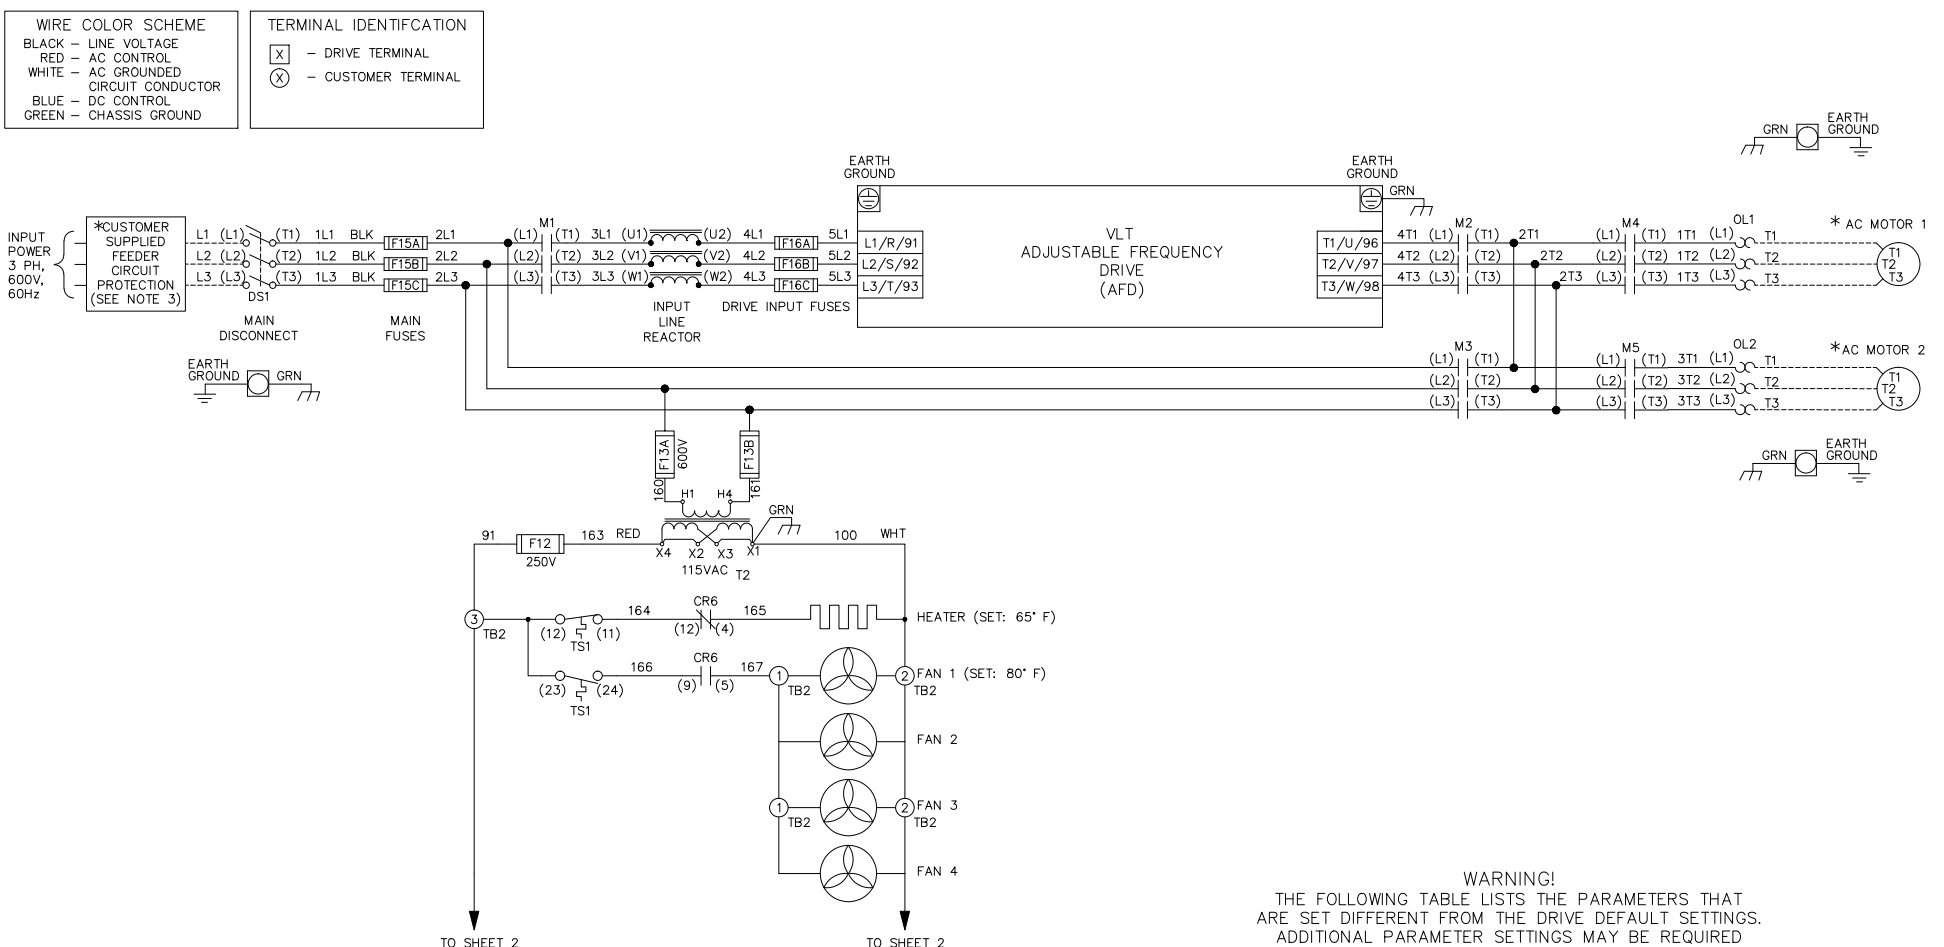 WIRE COLOR SCHEME
BLACK – LINE VOLTAGE
RED – AC CONTROL
WHITE – AC GROUNDED
CIRCUIT CONDUCTOR
BLUE – DC CONTROL
GREEN – CHASSIS GROUND
TERMINAL IDENTIFCATION
X – DRIVE TERMINAL
X – CUSTOMER TERMINAL
GRN
EARTH
GROUND
INPUT
POWER
3 PH,
600V,
60Hz
*CUSTOMER
SUPPLIED
FEEDER
CIRCUIT
PROTECTION
(SEE NOTE 3)
L1 (L1) (T1) 1L1 BLK F15A 2L1 (L1) M1 (T1) 3L1 (U1) (U2) 4L1 F16A 5L1 L1/R/91
L2 (L2) (T2) 1L2 BLK F15B 2L2 (L2) (T2) 3L2 (V1) (V2) 4L2 F16B 5L2 L2/S/92
L3 (L3) (T3) 1L3 BLK F15C 2L3 (L3) (T3) 3L3 (W1) (W2) 4L3 F16C 5L3 L3/T/93
DS1
MAIN
DISCONNECT
MAIN
FUSES
INPUT
LINE
REACTOR
DRIVE INPUT FUSES
EARTH
GROUND
EARTH
GROUND
GRN
VLT
ADJUSTABLE FREQUENCY
DRIVE
(AFD)
T1/U/96 4T1 (L1) M2 (T1) 2T1 (L1) M4 (T1) 1T1 (L1) OL1 T1
T2/V/97 4T2 (L2) (T2) 2T2 (L2) (T2) 1T2 (L2) T2
T3/W/98 4T3 (L3) (T3) 2T3 (L3) (T3) 1T3 (L3) T3
* AC MOTOR 1
T1
T2
T3
EARTH
GROUND
GRN
(L1) M3 (T1) (L1) M5 (T1) 3T1 (L1) OL2 T1
(L2) (T2) (L2) (T2) 3T2 (L2) T2
(L3) (T3) (L3) (T3) 3T3 (L3) T3
*AC MOTOR 2
T1
T2
T3
GRN
EARTH
GROUND
F13A
600V
F13B
160
161
H1 H4
GRN
91 F12 163 RED
250V
X4 X2 X3 X1
100 WHT
115VAC T2
3
TB2
(12) (11)
TS1
164
CR6
(12) (4)
165
HEATER (SET: 65° F)
(23) (24)
TS1
166
CR6
(9) (5)
167
1
TB2
2
TB2
FAN 1 (SET: 80° F)
FAN 2
1
TB2
2
TB2
FAN 3
FAN 4
TO SHEET 2
TO SHEET 2
WARNING!
THE FOLLOWING TABLE LISTS THE PARAMETERS THAT
ARE SET DIFFERENT FROM THE DRIVE DEFAULT SETTINGS.
ADDITIONAL PARAMETER SETTINGS MAY BE REQUIRED